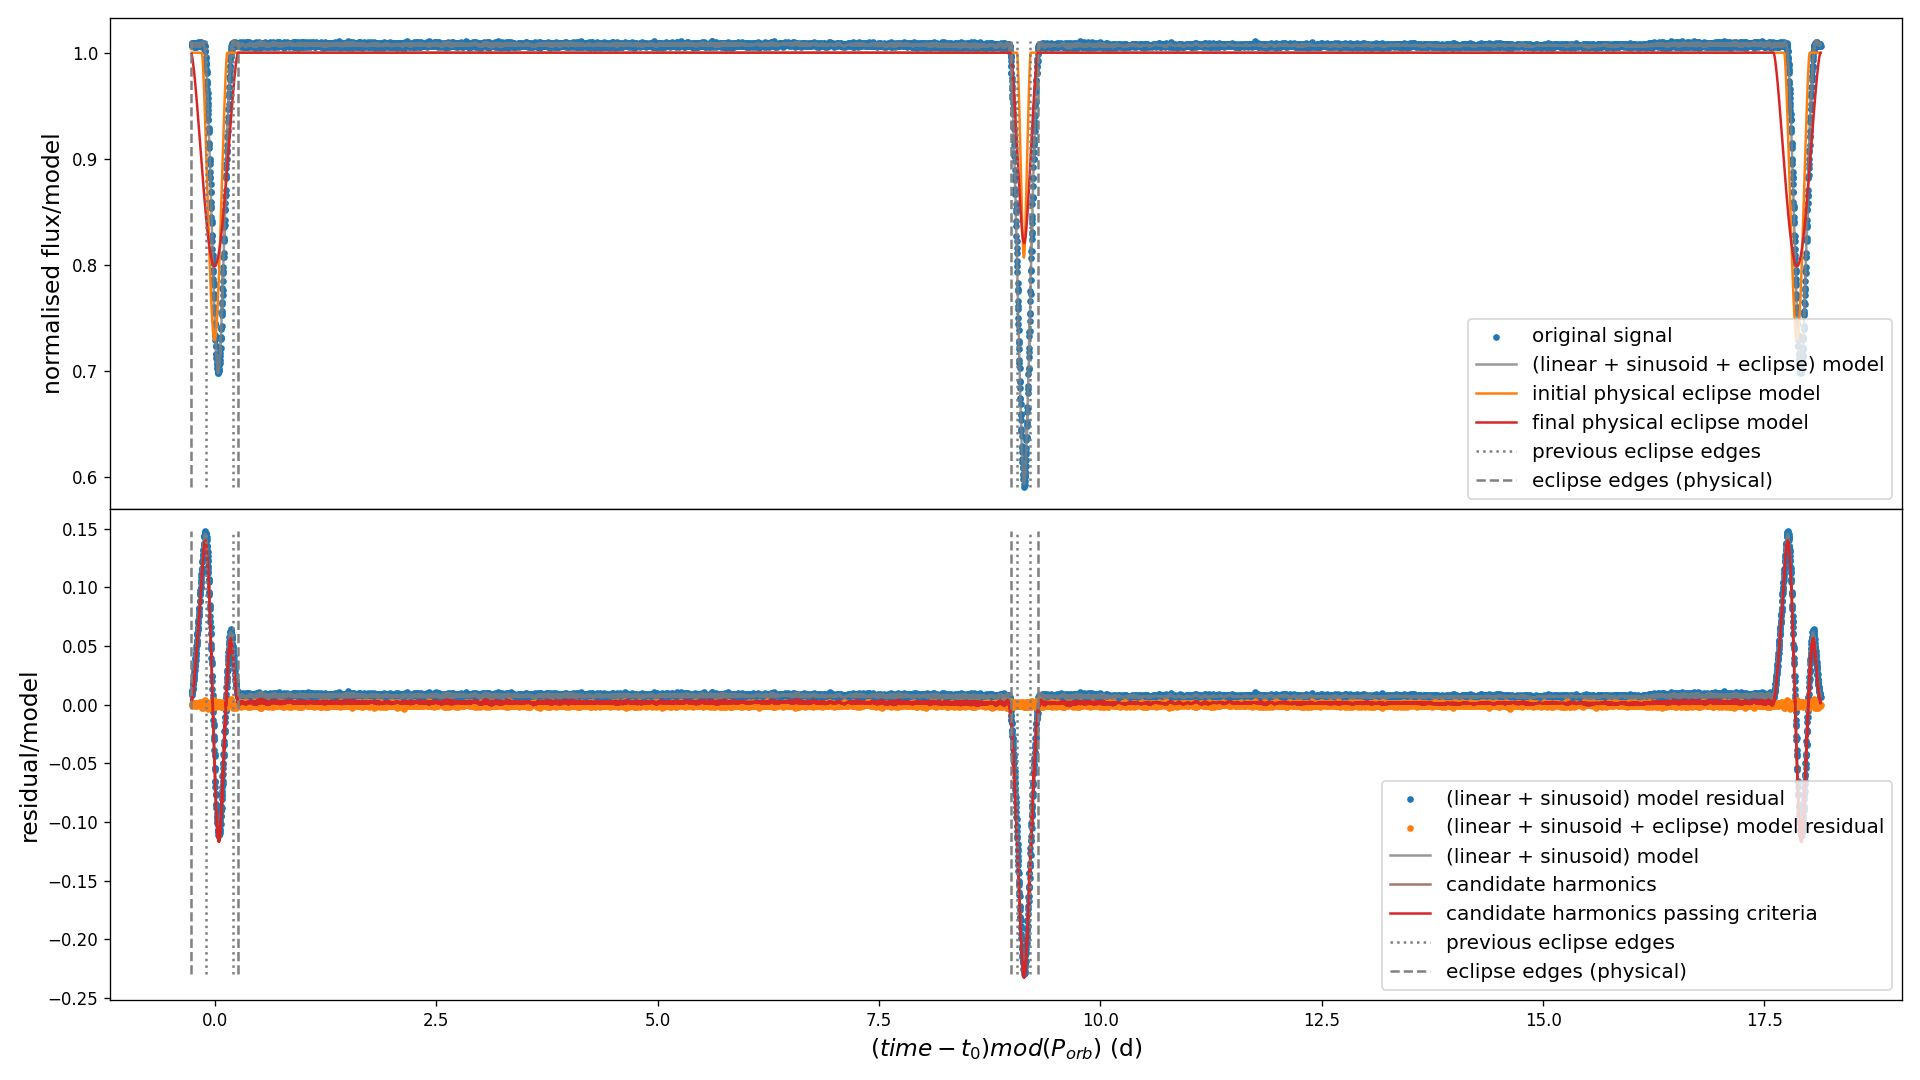 normalised flux/model
1.0
0.9
0.8
0.7
0.6
original signal
(linear + sinusoid + eclipse) model
initial physical eclipse model
final physical eclipse model
previous eclipse edges
eclipse edges (physical)
residual/model
0.15
0.10
0.05
0.00
−0.05
−0.10
−0.15
−0.20
−0.25
(linear + sinusoid) model residual
(linear + sinusoid + eclipse) model residual
(linear + sinusoid) model
candidate harmonics
candidate harmonics passing criteria
previous eclipse edges
eclipse edges (physical)
0.0 2.5 5.0 7.5 10.0 12.5 15.0 17.5
(time − t₀)mod(Pₒᵣb) (d)